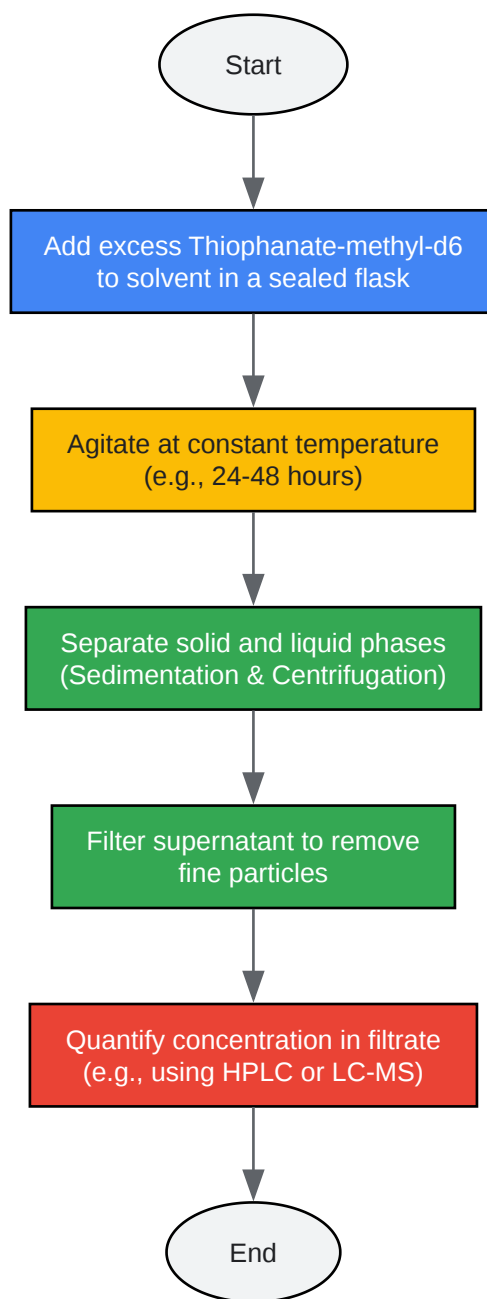 Start
Add excess Thiophanate-methyl-d6
to solvent in a sealed flask
Agitate at constant temperature
(e.g., 24-48 hours)
Separate solid and liquid phases
(Sedimentation & Centrifugation)
Filter supernatant to remove
fine particles
Quantify concentration in filtrate
(e.g., using HPLC or LC-MS)
End